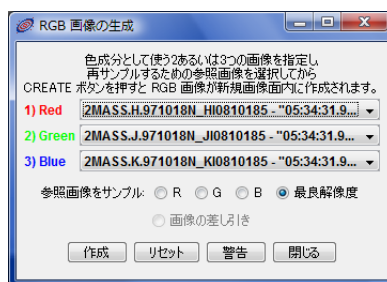 RGB 画像の生成
色成分として使う2あるいは3つの画像を指定し
再サンプルするための参照画像を選択してから
CREATE ボタンを押すと RGB 画像が新規画像面内に作成されます。
1) Red 2MASS.H.971018N_HI0810185 - "05:34:31.9...
2) Green 2MASS.J.971018N_JI0810185 - "05:34:31.9...
3) Blue 2MASS.K.971018N_KI0810185 - "05:34:31.9...
参照画像をサンプル: R G B 最良解像度
画像の差し引き
作成 リセット 警告 閉じる